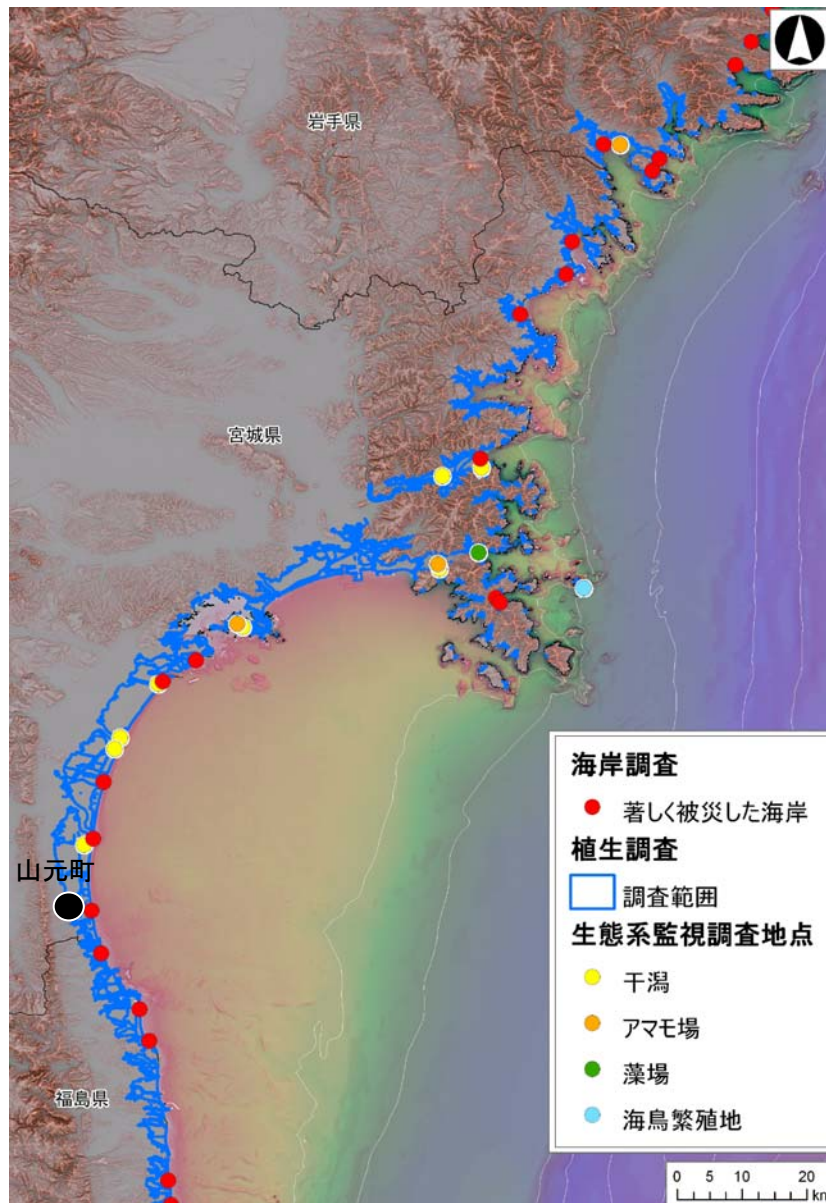 岩手県
宮城県
山元町
福島県
海岸調査
著しく被災した海岸
植生調査
調査範囲
生態系監視調査地点
干潟
アマモ場
藻場
海鳥繁殖地
0 5 10 20
km